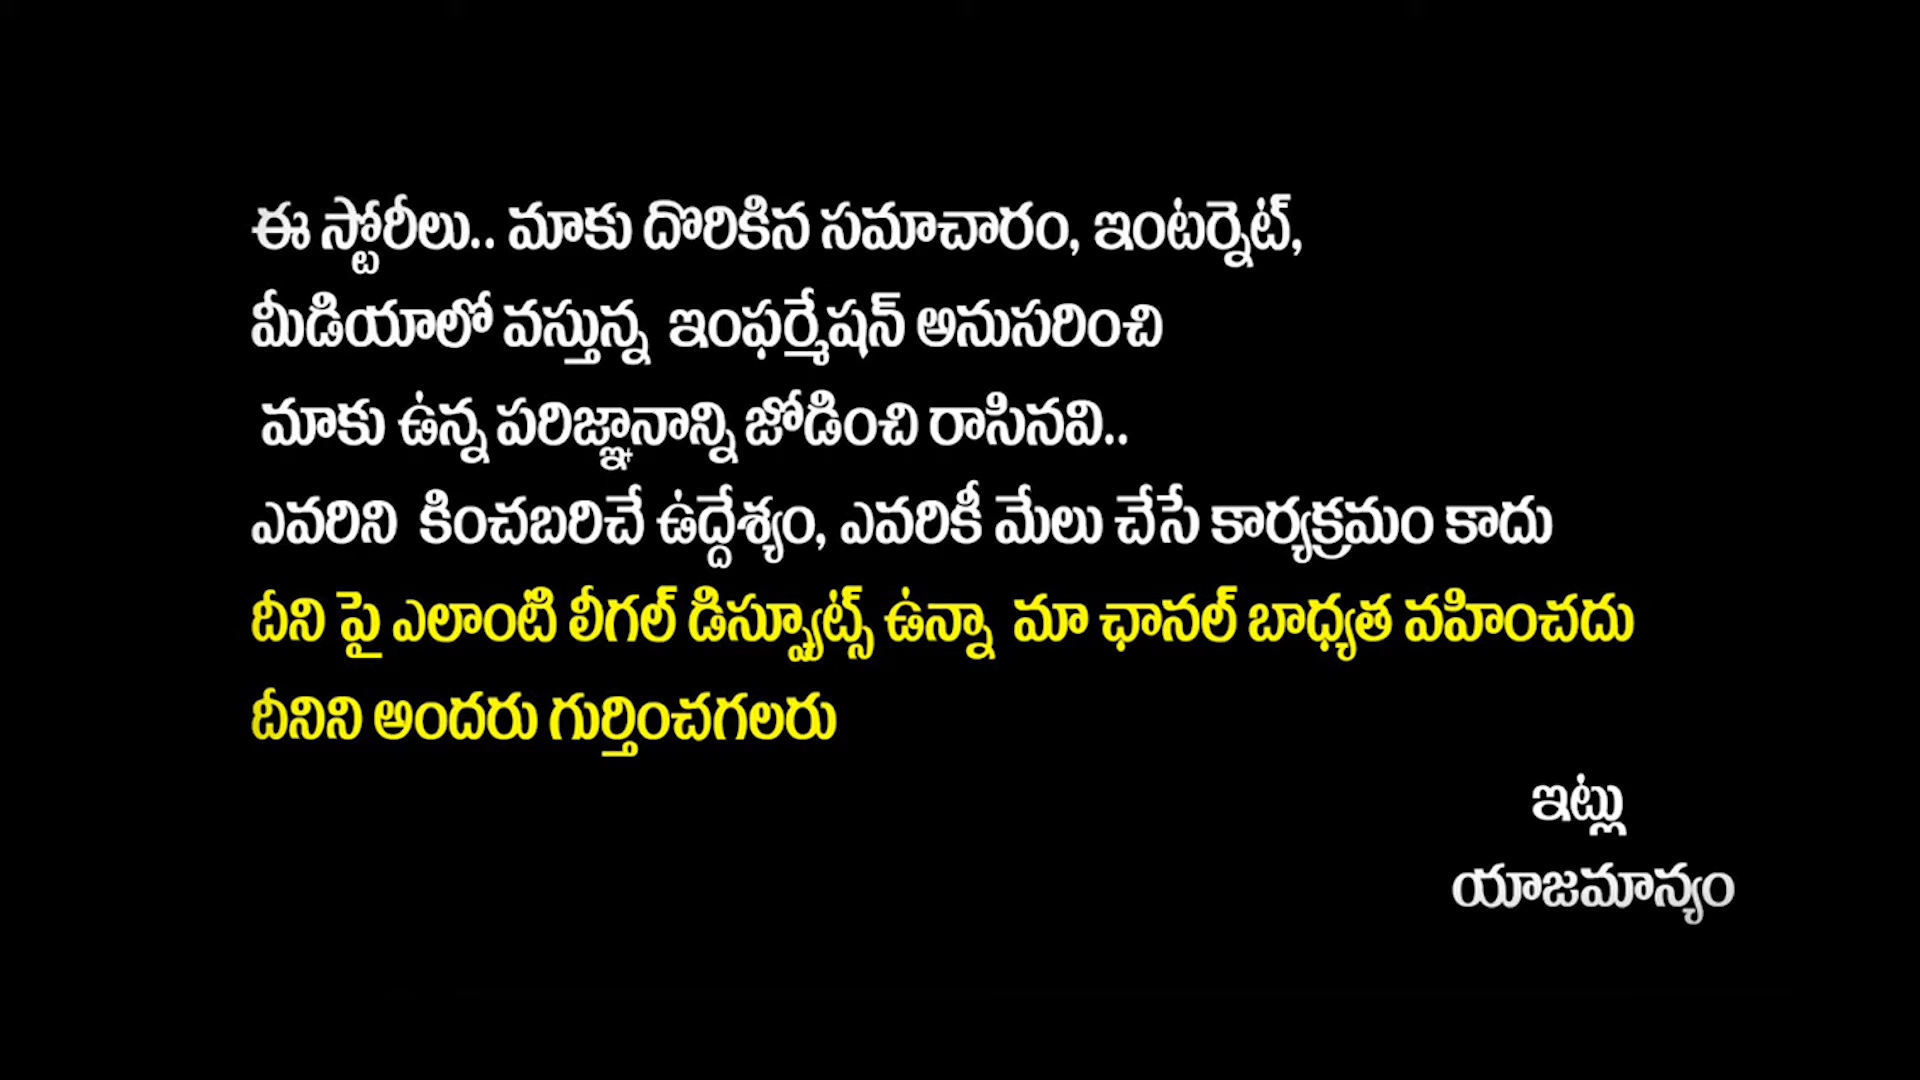 ఈ స్టోరీలు.. మాకు దొరికిన సమాచారం, ఇంటర్నెట్,
మీడియాలో వస్తున్న ఇంఫర్మేషన్ అనుసరించి
మాకు ఉన్న పరిజ్ఞానాన్ని జోడించి రాసినవి..
ఎవరిని కించబరిచే ఉద్దేశ్యం, ఎవరికీ మేలు చేసే కార్యక్రమం కాదు
దీని పై ఎలాంటి లీగల్ డిస్ప్యూట్స్ ఉన్నా మా ఛానల్ బాధ్యత వహించదు
దీనిని అందరు గుర్తించగలరు
ఇట్లు
యాజమాన్యం